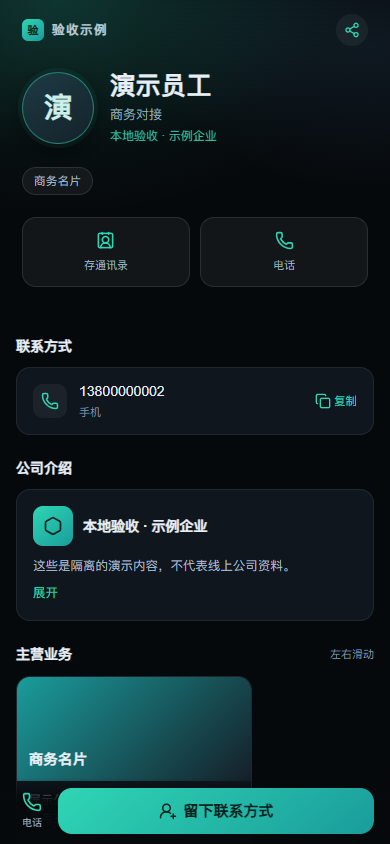 验 验收示例
演
演示员工
商务对接
本地验收 · 示例企业
商务名片
存通讯录
电话
联系方式
13800000002
手机
复制
公司介绍
本地验收 · 示例企业
这些是隔离的演示内容，不代表线上公司资料。
展开
主营业务
左右滑动
商务名片
电话
留下联系方式